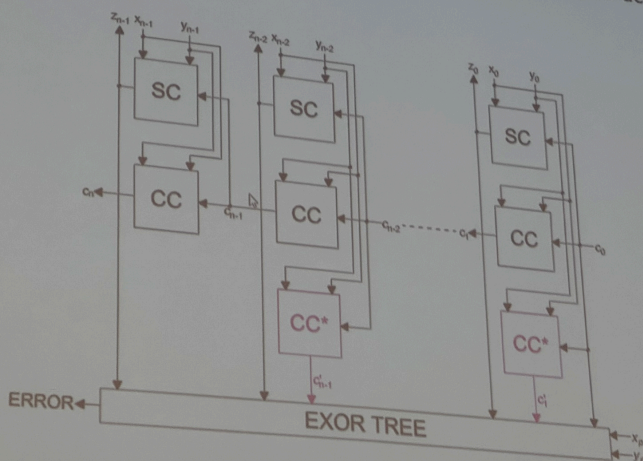 zn-1 xn-1 yn-1 zn-2 xn-2 yn-2 z0 x0 y0
SC SC SC
cn CC cn-1 CC cn-2 c1 CC c0
CC* CC*
c'n-1 c'1
ERROR EXOR TREE xp
y